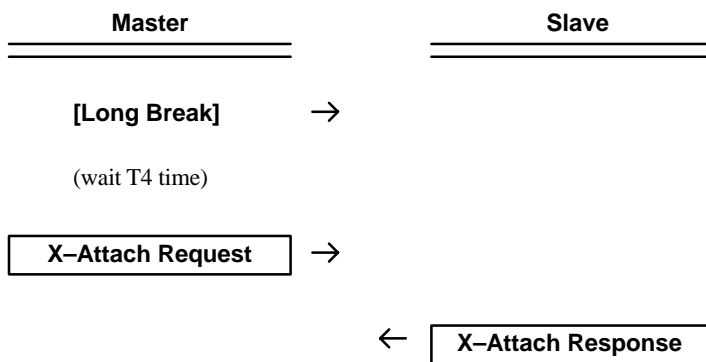 Master Slave
[Long Break] →
(wait T4 time)
X–Attach Request →
← X–Attach Response